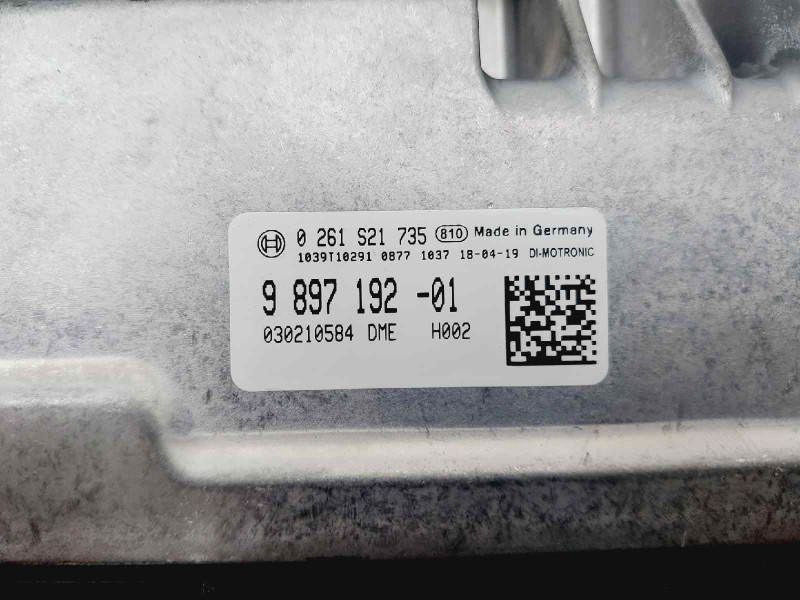 0 261 S21 735 810 Made in Germany
1039T10291 0877 1037 18-04-19 DI-MOTRONIC
9 897 192 -01
030210584 DME H002